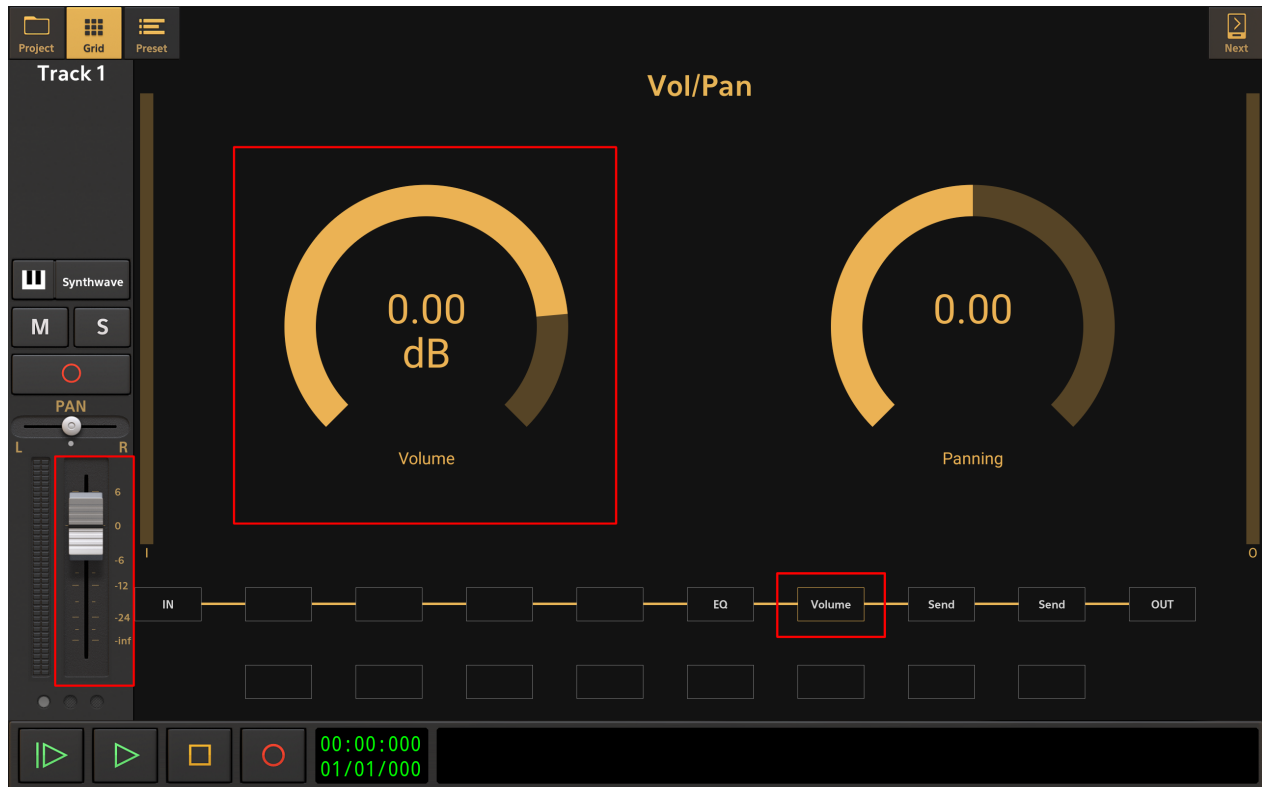 Project
Grid
Preset
Next
Track 1
Vol/Pan
Synthwave
M
S
PAN
L
R
6
0
-6
-12
-24
-inf
0.00
dB
Volume
0.00
Panning
I
O
IN
EQ
Volume
Send
Send
OUT
00:00:000
01/01/000